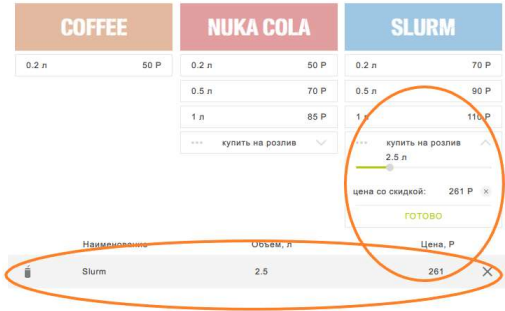 COFFEE NUKA COLA SLURM
0.2 л 50 Р 0.2 л 50 Р 0.2 л 70 Р
0.5 л 70 Р 0.5 л 90 Р
1 л 85 Р 1 л 110 Р
••• купить на розлив ••• купить на розлив
2.5 л
цена со скидкой: 261 Р ×
ГОТОВО
Наименование Объем, л Цена, Р
Slurm 2.5 261 ×